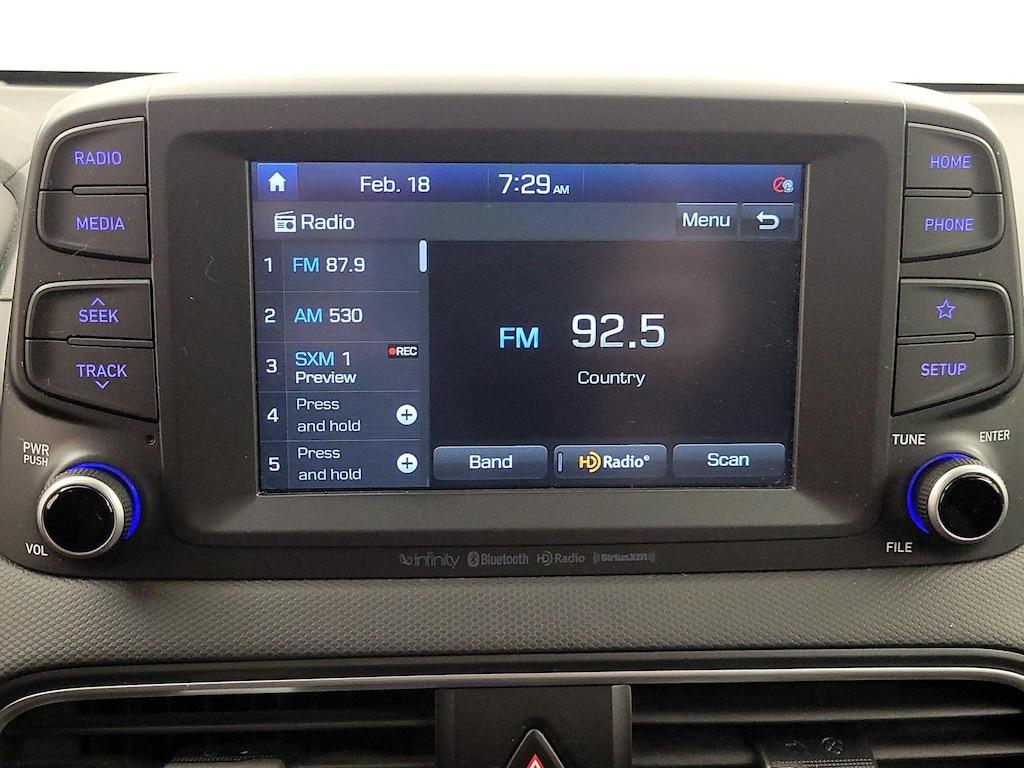 RADIO
MEDIA
SEEK
TRACK
PWR
PUSH
VOL
Feb. 18 7:29 AM
Radio Menu
1 FM 87.9
2 AM 530
3 SXM 1 REC
Preview
4 Press
and hold
5 Press
and hold
FM 92.5
Country
Band HD Radio® Scan
HOME
PHONE
SETUP
TUNE ENTER
FILE
infinity Bluetooth HD Radio ((SiriusXM))